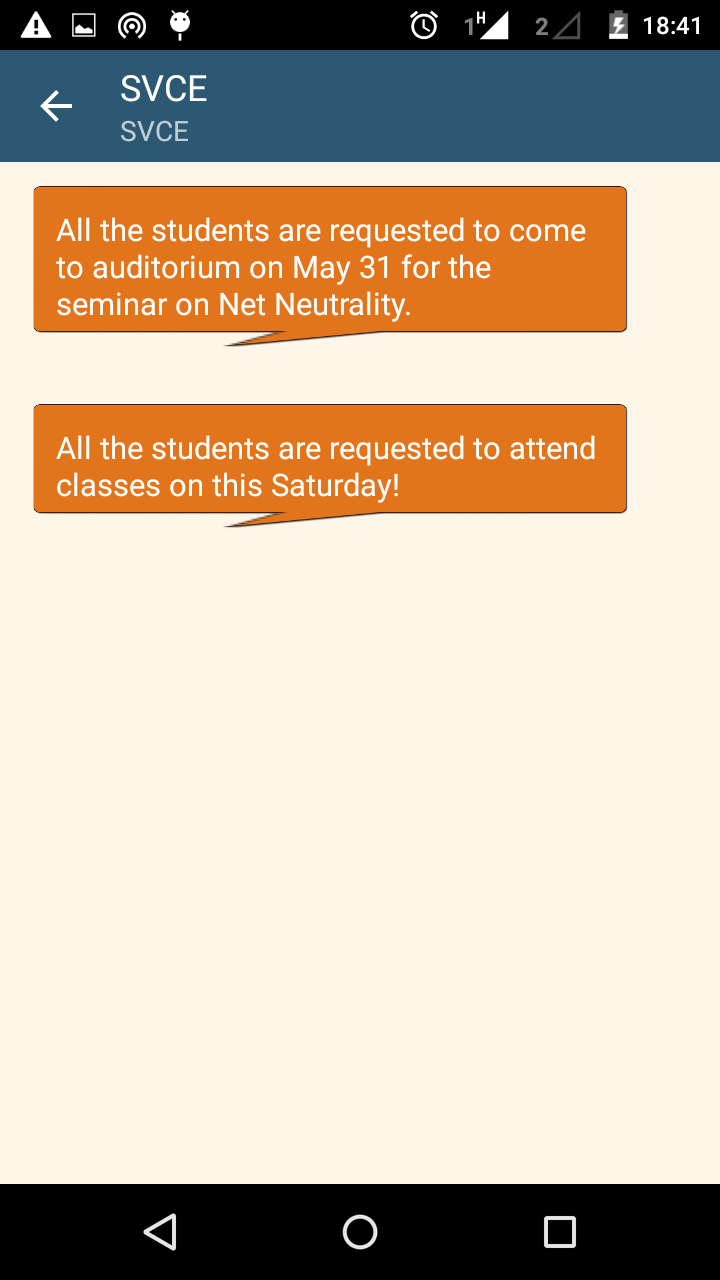 1 H 2 18:41
SVCE
SVCE
All the students are requested to come
to auditorium on May 31 for the
seminar on Net Neutrality.
All the students are requested to attend
classes on this Saturday!